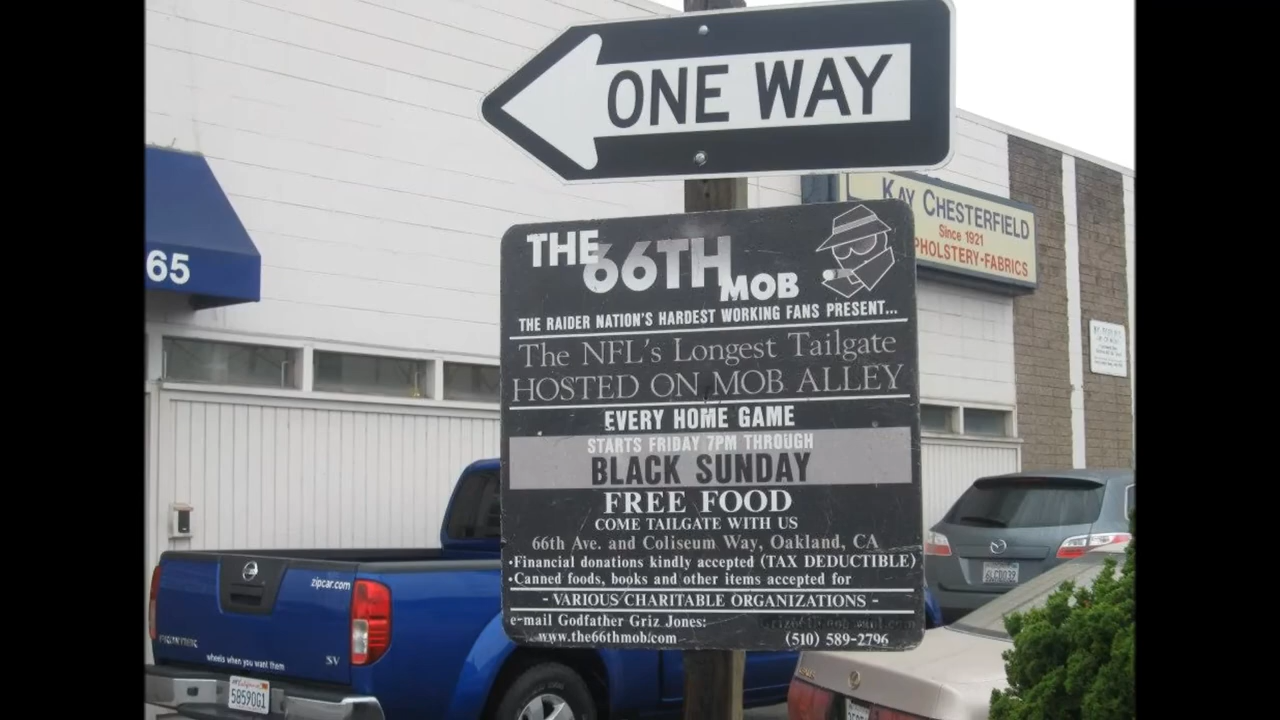 ONE WAY
KAY CHESTERFIELD
Since 1921
PHOLSTERY-FABRICS
65
THE 66TH MOB
THE RAIDER NATION'S HARDEST WORKING FANS PRESENT...
The NFL's Longest Tailgate
HOSTED ON MOB ALLEY
EVERY HOME GAME
STARTS FRIDAY 7PM THROUGH
BLACK SUNDAY
FREE FOOD
COME TAILGATE WITH US
66th Ave. and Coliseum Way, Oakland, CA
•Financial donations kindly accepted (TAX DEDUCTIBLE)
•Canned foods, books and other items accepted for
- VARIOUS CHARITABLE ORGANIZATIONS -
e-mail Godfather Griz Jones:
www.the66thmob.com (510) 589-2796
zipcar.com
FRONTIER
SV
wheels when you want them
58590G1